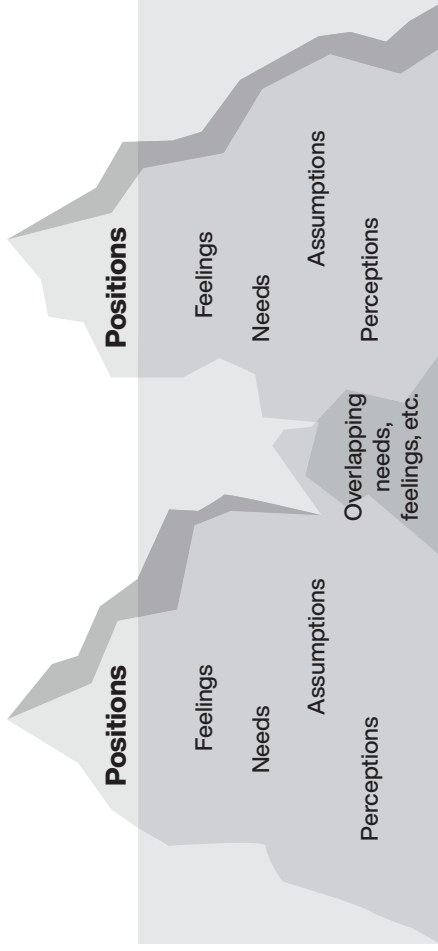 Positions
Feelings
Needs
Assumptions
Perceptions
Positions
Feelings
Needs
Assumptions
Perceptions
Overlapping
needs,
feelings, etc.